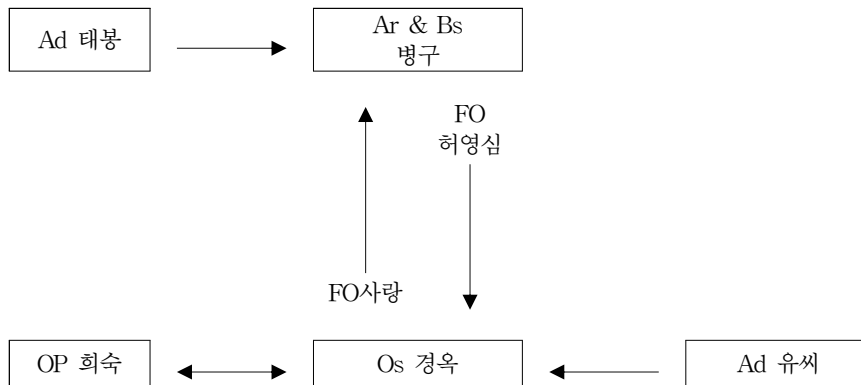 Ad 태봉
Ar & Bs
병구
FO
허영심
FO사랑
OP 희숙
Os 경옥
Ad 유씨